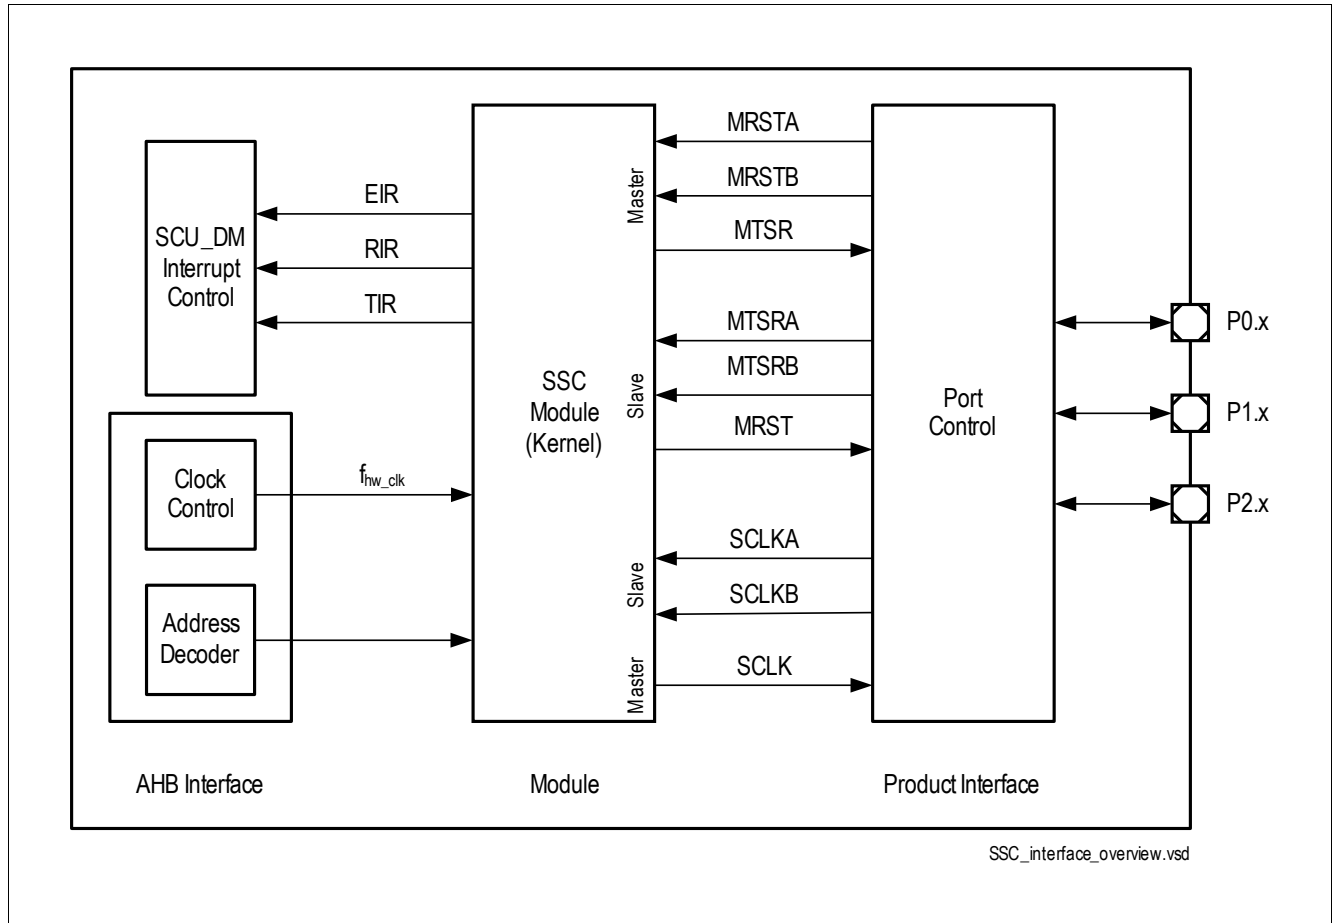 SCU_DM
Interrupt
Control
EIR
RIR
TIR
Clock
Control
fhw_clk
Address
Decoder
AHB Interface
SSC
Module
(Kernel)
Master
Slave
Slave
Master
Module
MRSTA
MRSTB
MTSR
MTSRA
MTSRB
MRST
SCLKA
SCLKB
SCLK
Port
Control
Product Interface
P0.x
P1.x
P2.x
SSC_interface_overview.vsd